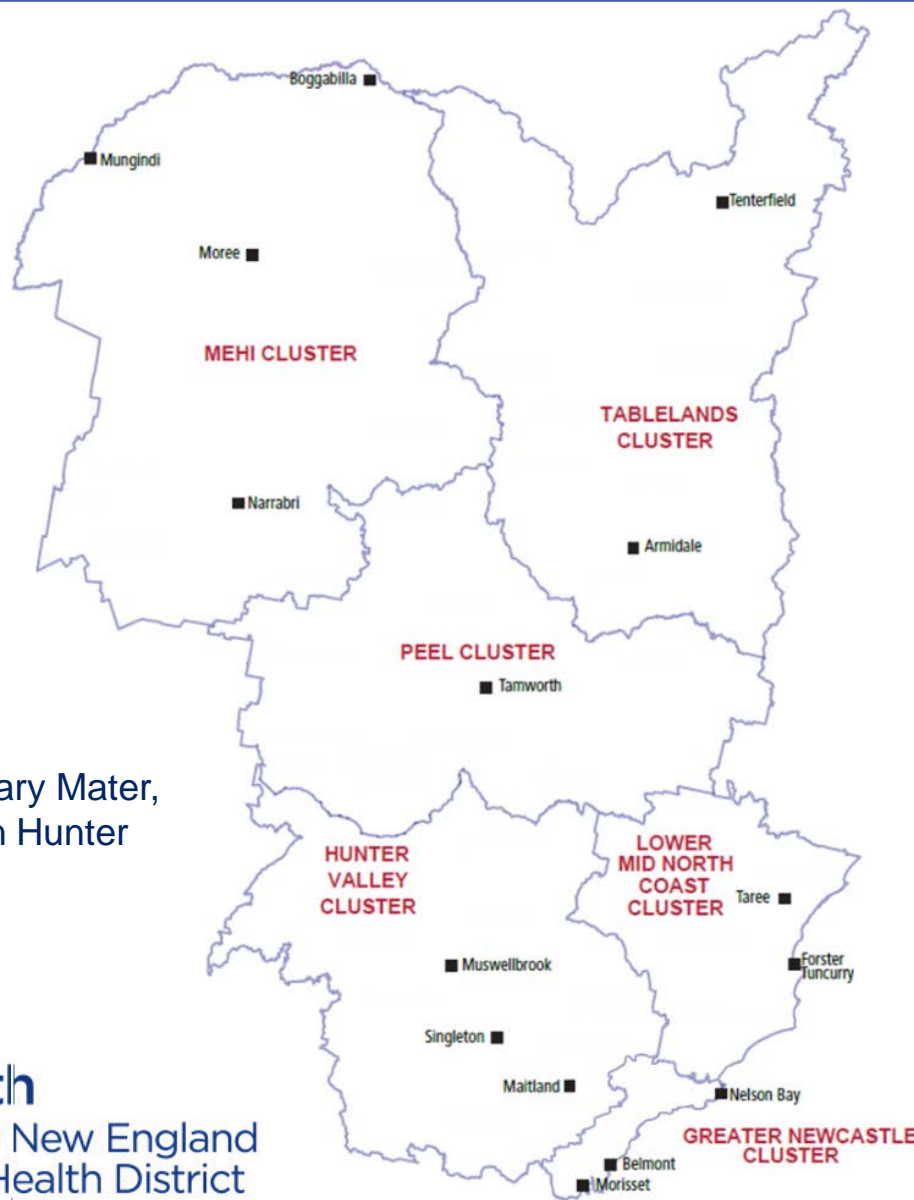 Boggabilla
Mungindi
Tenterfield
Moree
MEHI CLUSTER
TABLELANDS
CLUSTER
Narrabri
Armidale
PEEL CLUSTER
Tamworth
ary Mater,
Hunter
HUNTER
VALLEY
CLUSTER
LOWER
MID NORTH
COAST
CLUSTER
Taree
Forster
Tuncurry
Muswellbrook
Singleton
Maitland
Nelson Bay
GREATER NEWCASTLE
CLUSTER
Belmont
Morisset
th
New England
Health District